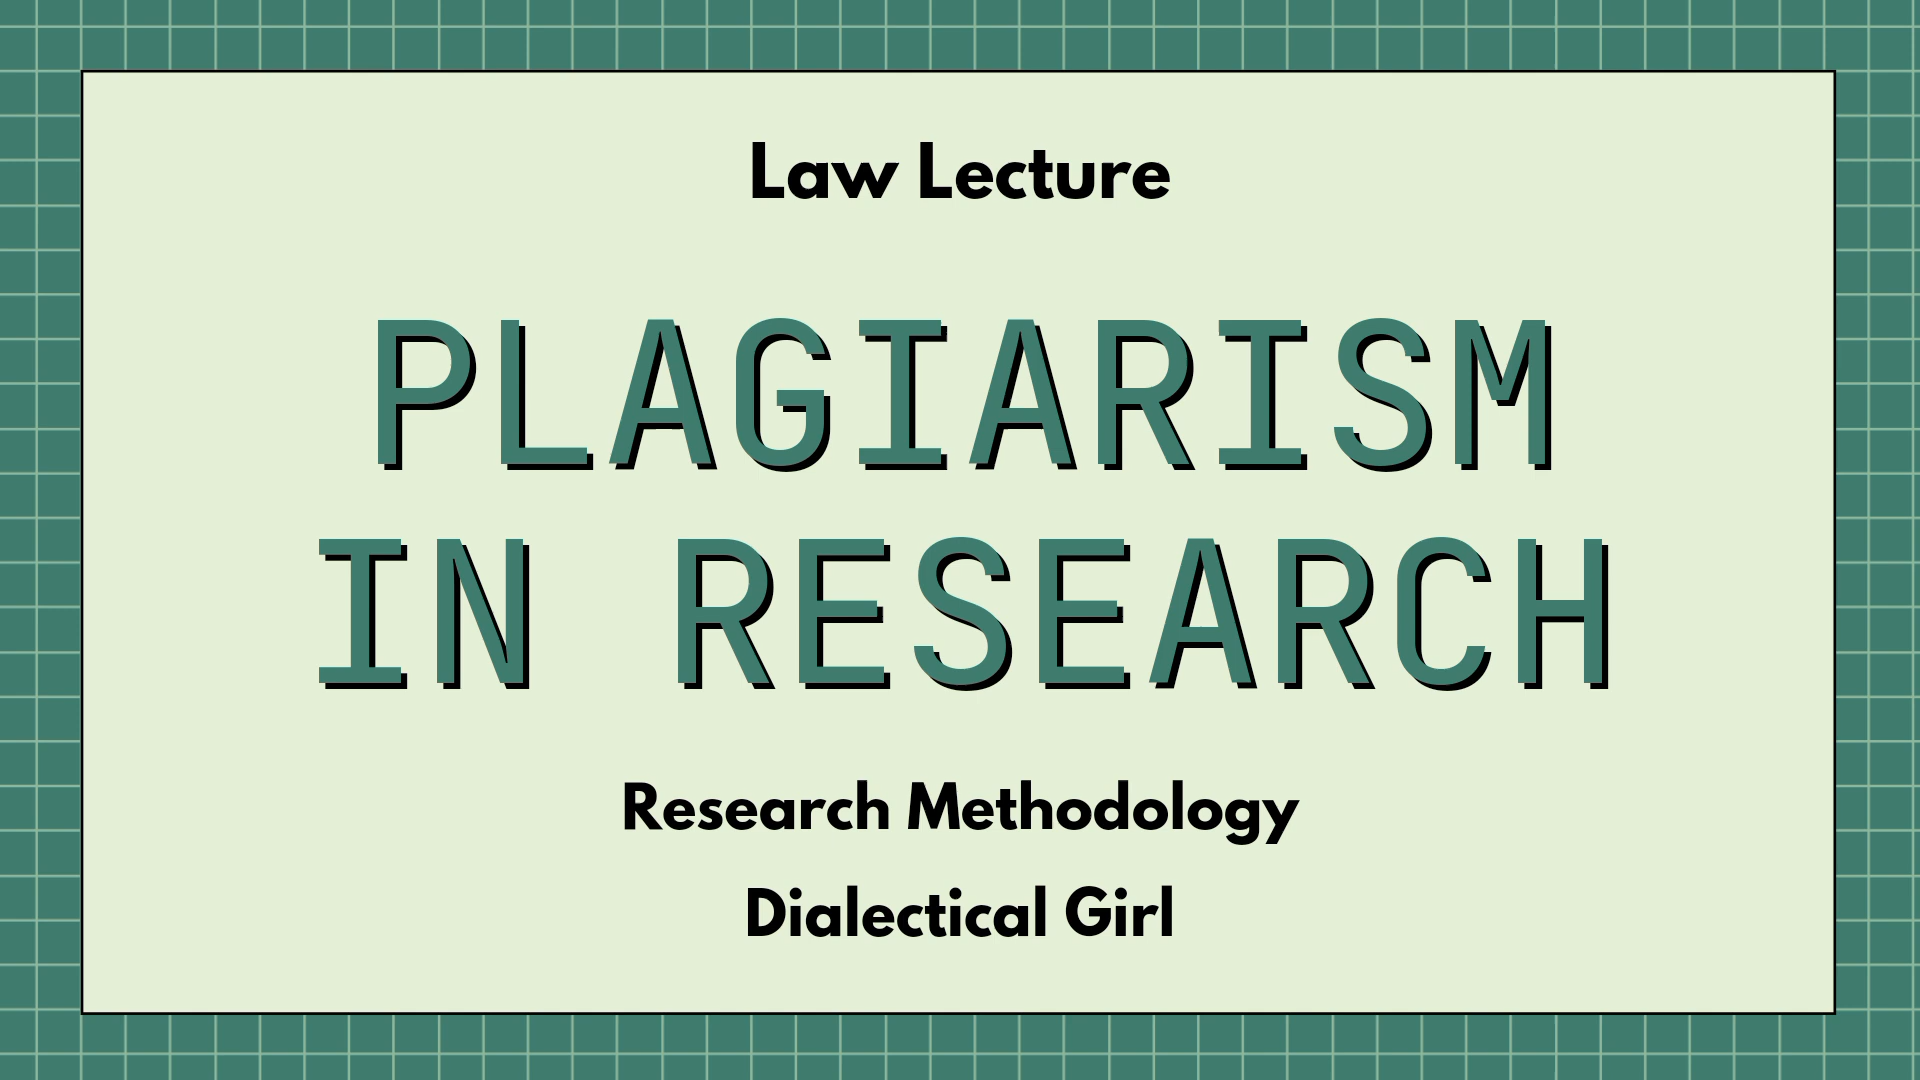 Law Lecture
PLAGIARISM
IN RESEARCH
Research Methodology
Dialectical Girl